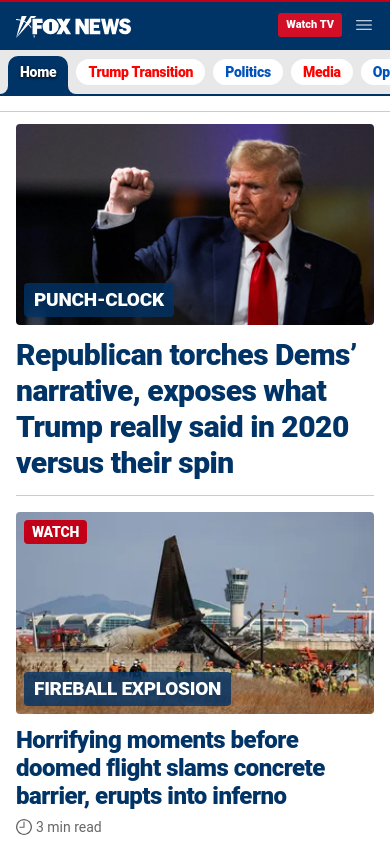 FOX NEWS
Watch TV
Home
Trump Transition
Politics
Media
Op
PUNCH-CLOCK
Republican torches Dems’
narrative, exposes what
Trump really said in 2020
versus their spin
WATCH
FIREBALL EXPLOSION
Horrifying moments before
doomed flight slams concrete
barrier, erupts into inferno
3 min read